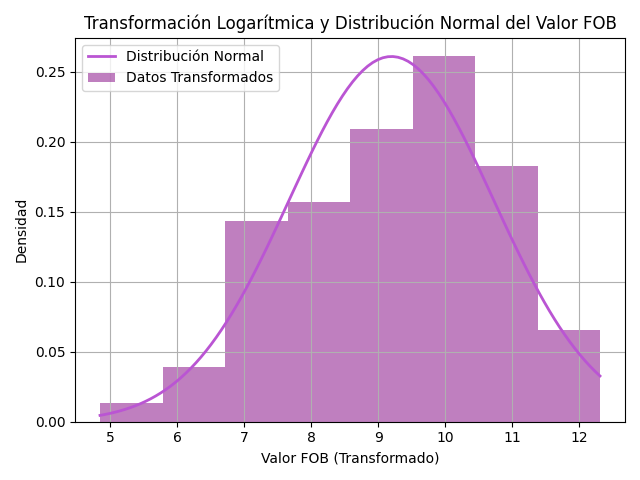 Transformación Logarítmica y Distribución Normal del Valor FOB
Distribución Normal
Datos Transformados
Densidad
0.25
0.20
0.15
0.10
0.05
0.00
5 6 7 8 9 10 11 12
Valor FOB (Transformado)